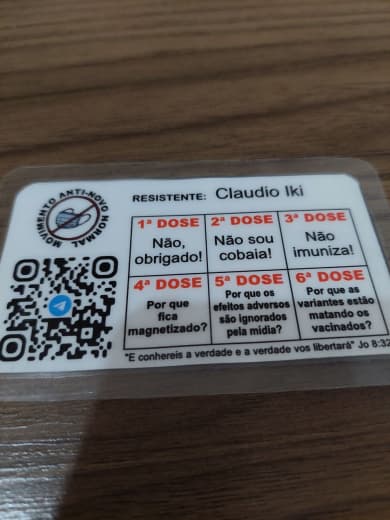 MOVIMENTO ANTI-NOVO NORMAL
RESISTENTE: Claudio Iki
1ª DOSE
Não,
obrigado!
2ª DOSE
Não sou
cobaia!
3ª DOSE
Não
imuniza!
4ª DOSE
Por que
fica
magnetizado?
5ª DOSE
Por que os
efeitos adversos
são ignorados
pela mídia?
6ª DOSE
Por que as
variantes estão
matando os
vacinados?
"E conhereis a verdade e a verdade vos libertará" Jo 8:32